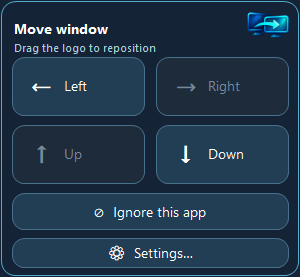 Move window
Drag the logo to reposition
← Left
→ Right
↑ Up
↓ Down
⊘ Ignore this app
Settings...